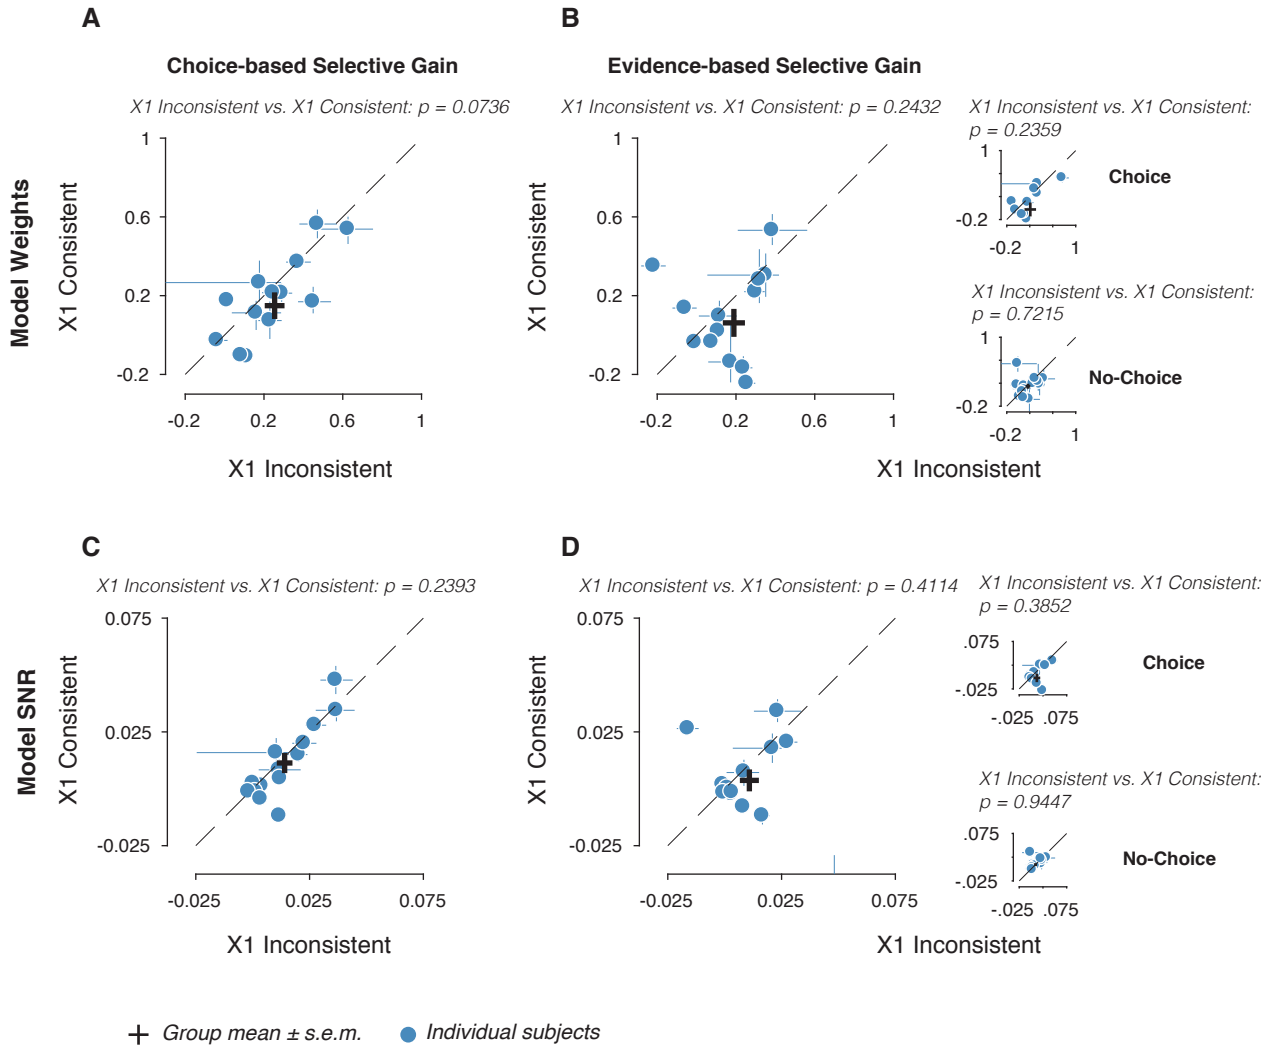 A
B
Choice-based Selective Gain
Evidence-based Selective Gain
X1 Inconsistent vs. X1 Consistent: p = 0.0736
X1 Inconsistent vs. X1 Consistent: p = 0.2432
X1 Inconsistent vs. X1 Consistent:
p = 0.2359
Model Weights
X1 Consistent
1
0.6
0.2
-0.2
-0.2
0.2
0.6
1
X1 Inconsistent
X1 Consistent
1
0.6
0.2
-0.2
-0.2
0.2
0.6
1
X1 Inconsistent
1
-0.2
-0.2
1
Choice
X1 Inconsistent vs. X1 Consistent:
p = 0.7215
1
-0.2
-0.2
1
No-Choice
C
D
X1 Inconsistent vs. X1 Consistent: p = 0.2393
X1 Inconsistent vs. X1 Consistent: p = 0.4114
X1 Inconsistent vs. X1 Consistent:
p = 0.3852
Model SNR
X1 Consistent
0.075
0.025
-0.025
-0.025
0.025
0.075
X1 Inconsistent
X1 Consistent
0.075
0.025
-0.025
-0.025
0.025
0.075
X1 Inconsistent
.075
-.025
-.025 .075
Choice
X1 Inconsistent vs. X1 Consistent:
p = 0.9447
.075
-.025
-.025 .075
No-Choice
Group mean ± s.e.m.
Individual subjects